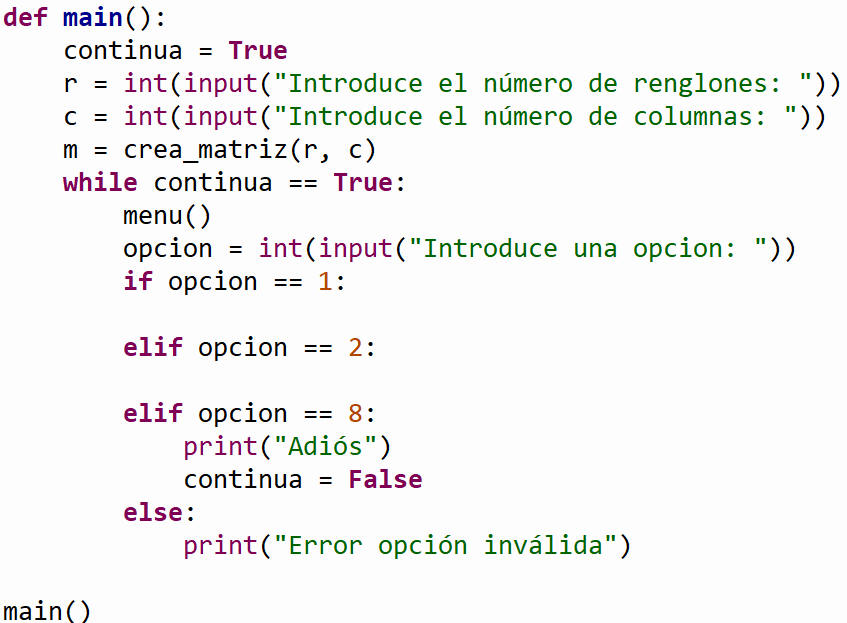 def main():
    continua = True
    r = int(input("Introduce el número de renglones: "))
    c = int(input("Introduce el número de columnas: "))
    m = crea_matriz(r, c)
    while continua == True:
        menu()
        opcion = int(input("Introduce una opcion: "))
        if opcion == 1:
        elif opcion == 2:
        elif opcion == 8:
            print("Adiós")
            continua = False
        else:
            print("Error opción inválida")
main()